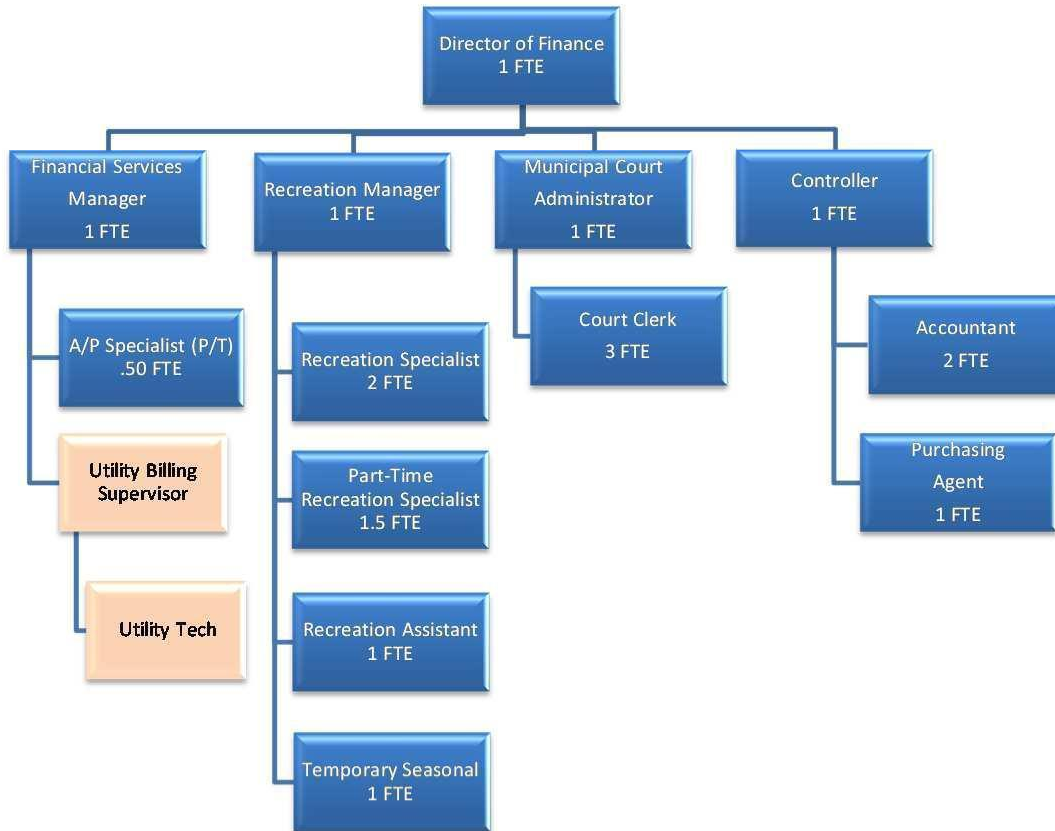 Director of Finance
1 FTE
Financial Services
Manager
1 FTE
Recreation Manager
1 FTE
Municipal Court
Administrator
1 FTE
Controller
1 FTE
A/P Specialist (P/T)
.50 FTE
Utility Billing
Supervisor
Utility Tech
Recreation Specialist
2 FTE
Part-Time
Recreation Specialist
1.5 FTE
Recreation Assistant
1 FTE
Temporary Seasonal
1 FTE
Court Clerk
3 FTE
Accountant
2 FTE
Purchasing
Agent
1 FTE